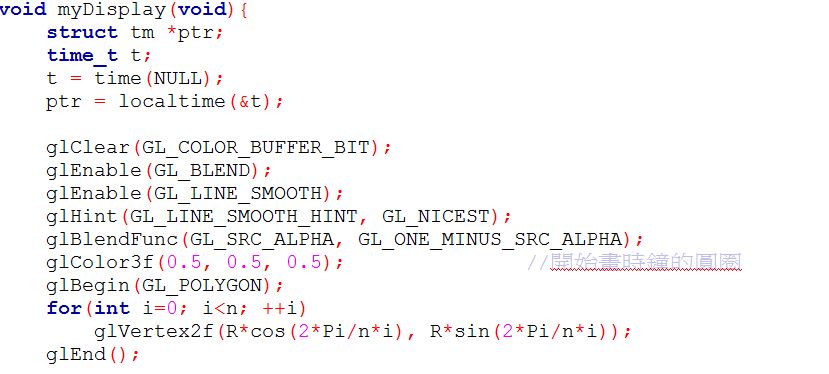 void myDisplay(void){
    struct tm *ptr;
    time_t t;
    t = time(NULL);
    ptr = localtime(&t);

    glClear(GL_COLOR_BUFFER_BIT);
    glEnable(GL_BLEND);
    glEnable(GL_LINE_SMOOTH);
    glHint(GL_LINE_SMOOTH_HINT, GL_NICEST);
    glBlendFunc(GL_SRC_ALPHA, GL_ONE_MINUS_SRC_ALPHA);
    glColor3f(0.5, 0.5, 0.5);               //開始畫時鐘的圓圈
    glBegin(GL_POLYGON);
    for(int i=0; i<n; ++i)
        glVertex2f(R*cos(2*Pi/n*i), R*sin(2*Pi/n*i));
    glEnd();